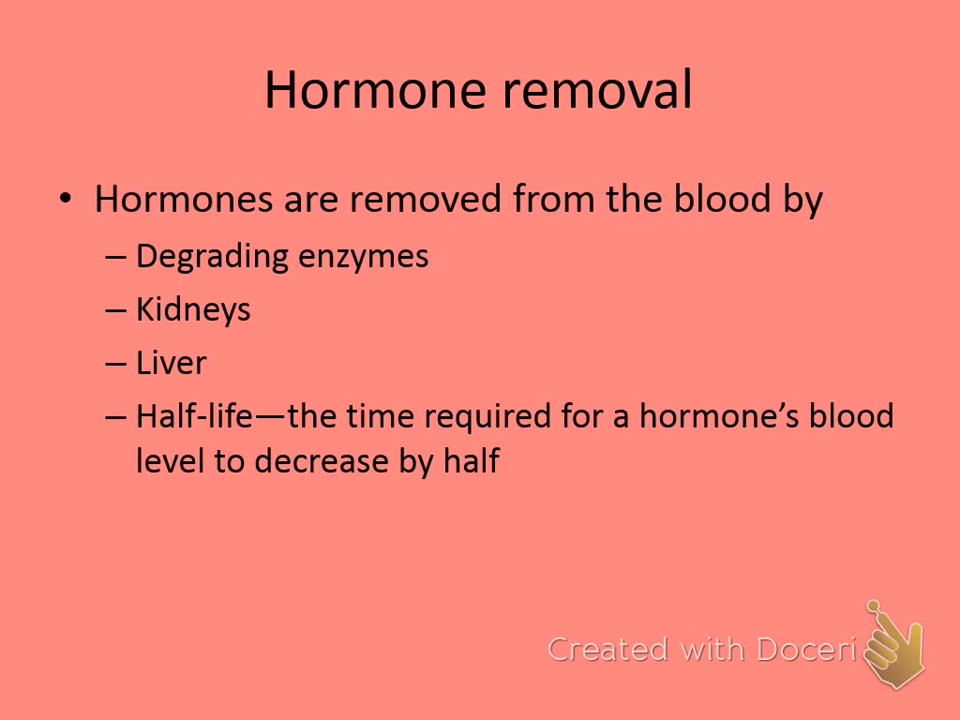 Hormone removal
• Hormones are removed from the blood by
– Degrading enzymes
– Kidneys
– Liver
– Half-life—the time required for a hormone’s blood
level to decrease by half
Created with Doceri